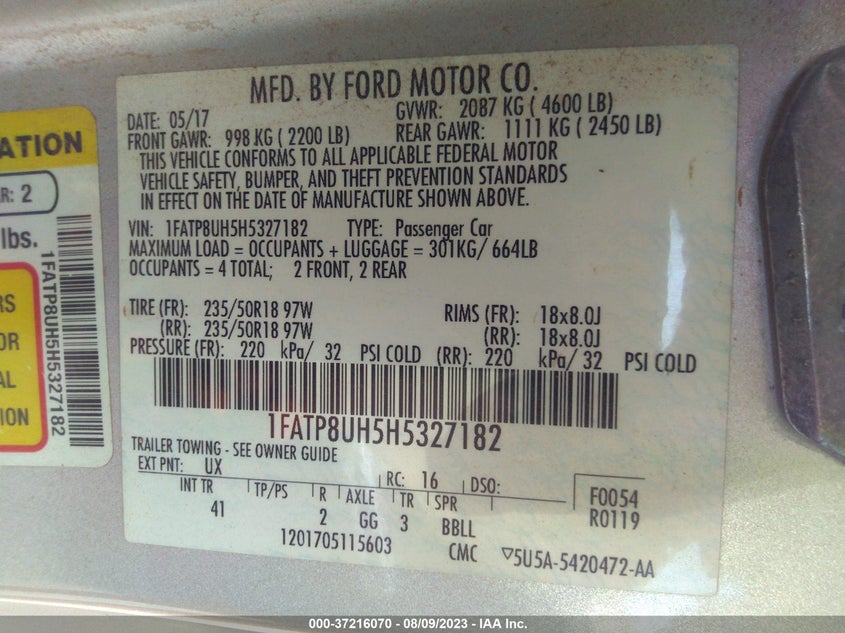 MFD. BY FORD MOTOR CO.
DATE: 05/17 GVWR: 2087 KG ( 4600 LB)
FRONT GAWR: 998 KG ( 2200 LB) REAR GAWR: 1111 KG ( 2450 LB)
THIS VEHICLE CONFORMS TO ALL APPLICABLE FEDERAL MOTOR
VEHICLE SAFETY, BUMPER, AND THEFT PREVENTION STANDARDS
IN EFFECT ON THE DATE OF MANUFACTURE SHOWN ABOVE.
VIN: 1FATP8UH5H5327182 TYPE: Passenger Car
MAXIMUM LOAD = OCCUPANTS + LUGGAGE = 301KG/ 664LB
OCCUPANTS = 4 TOTAL; 2 FRONT, 2 REAR
TIRE (FR): 235/50R18 97W RIMS (FR): 18x8.0J
(RR): 235/50R18 97W (RR): 18x8.0J
PRESSURE (FR): 220 kPa/ 32 PSI COLD (RR): 220 kPa/ 32 PSI COLD
1FATP8UH5H5327182
TRAILER TOWING - SEE OWNER GUIDE
EXT PNT: UX RC: 16 DSO:
INT TR TP/PS R AXLE TR SPR F0054
41 2 GG 3 BBLL R0119
1201705115603 CMC ▽5U5A-5420472-AA
ATION
AR: 2
lbs.
RS
OR
AL
ION
1FATP8UH5H5327182
000-37216070 - 08/09/2023 - IAA Inc.